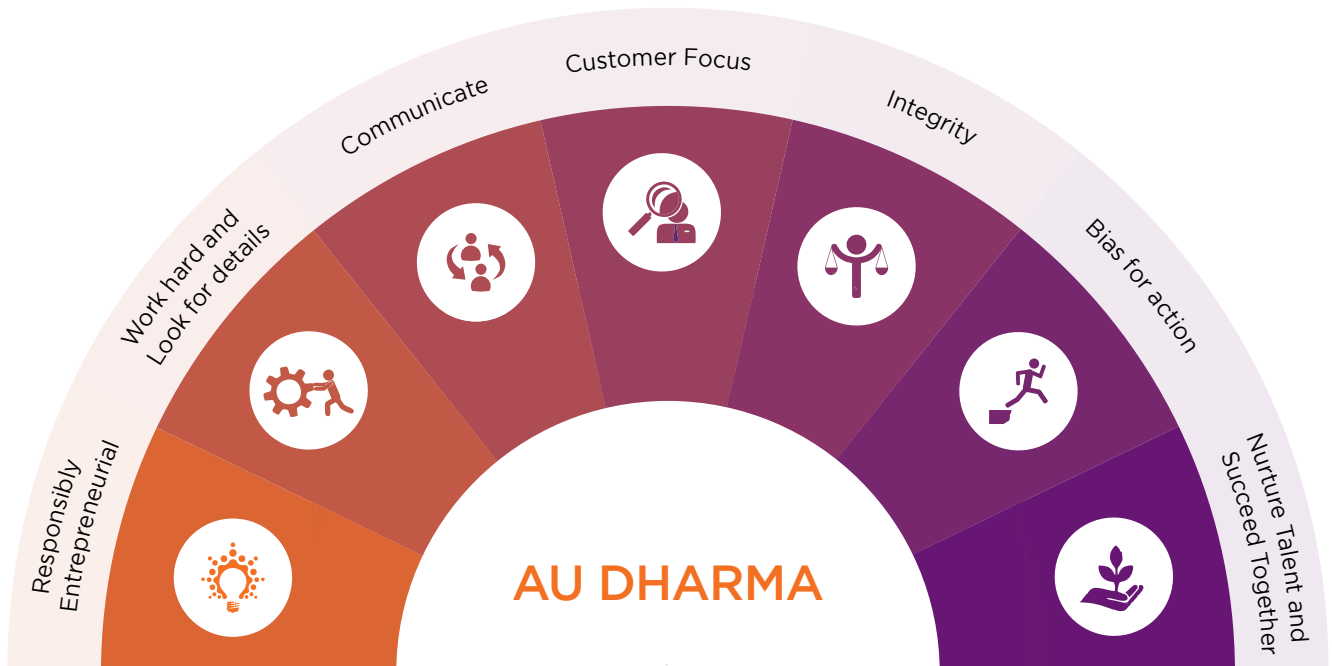 Responsibly
Entrepreneurial
Work hard and
Look for details
Communicate
Customer Focus
Integrity
Bias for action
Nurture Talent and
Succeed Together
AU DHARMA